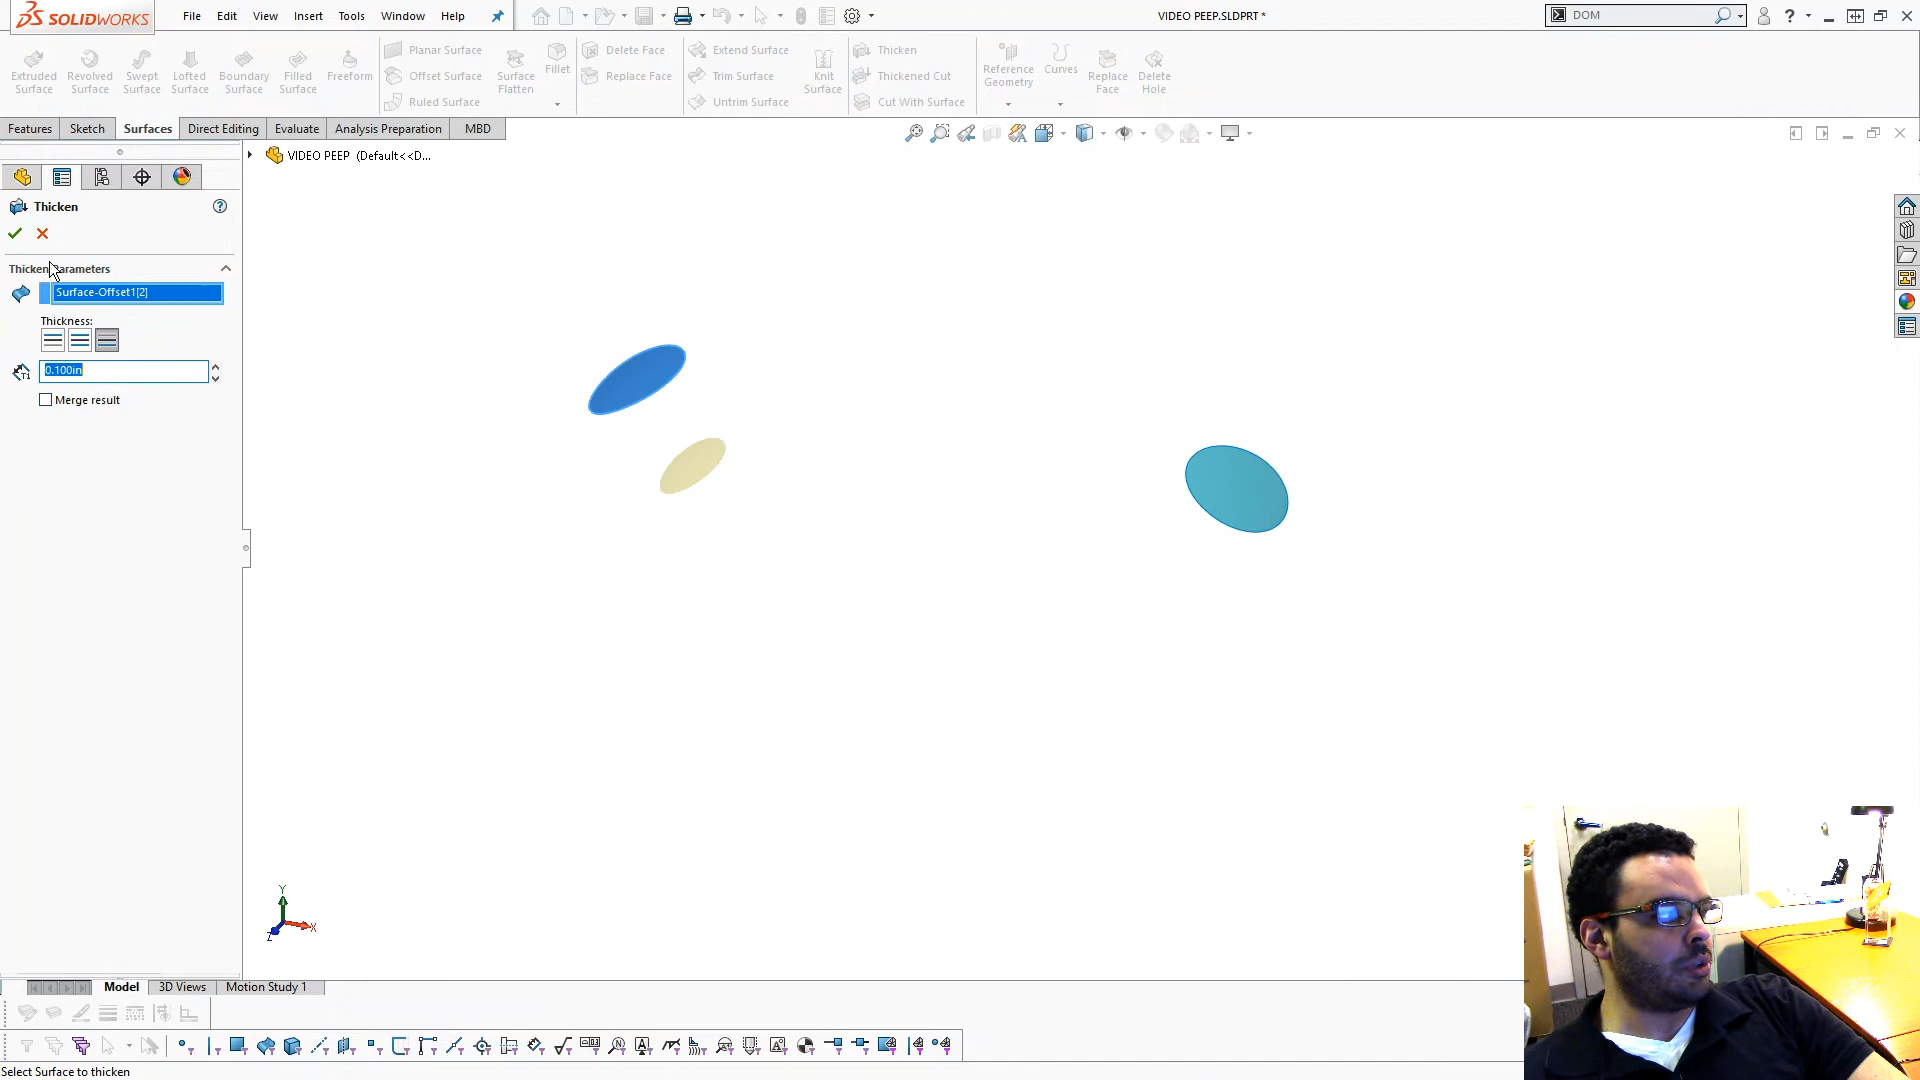 SOLIDWORKS
File Edit View Insert Tools Window Help
VIDEO PEEP.SLDPRT *
DOM
Extruded Surface
Revolved Surface
Swept Surface
Lofted Surface
Boundary Surface
Filled Surface
Freeform
Planar Surface
Offset Surface
Ruled Surface
Surface Flatten
Fillet
Delete Face
Replace Face
Extend Surface
Trim Surface
Untrim Surface
Knit Surface
Thicken
Thickened Cut
Cut With Surface
Reference Geometry
Curves
Replace Face
Delete Hole
Features Sketch Surfaces Direct Editing Evaluate Analysis Preparation MBD
VIDEO PEEP (Default<<D...
Thicken
Thicken Parameters
Surface-Offset1[2]
Thickness:
T1
0.100in
Merge result
Y
X
Z
Model 3D Views Motion Study 1
Select Surface to thicken